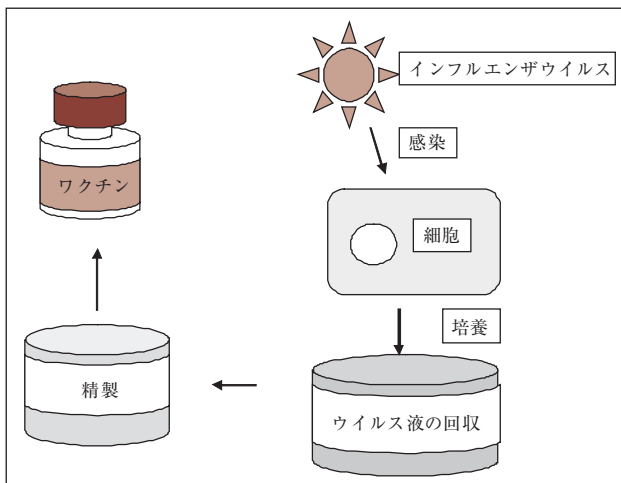 インフルエンザウイルス
感染
細胞
培養
ウイルス液の回収
精製
ワクチン